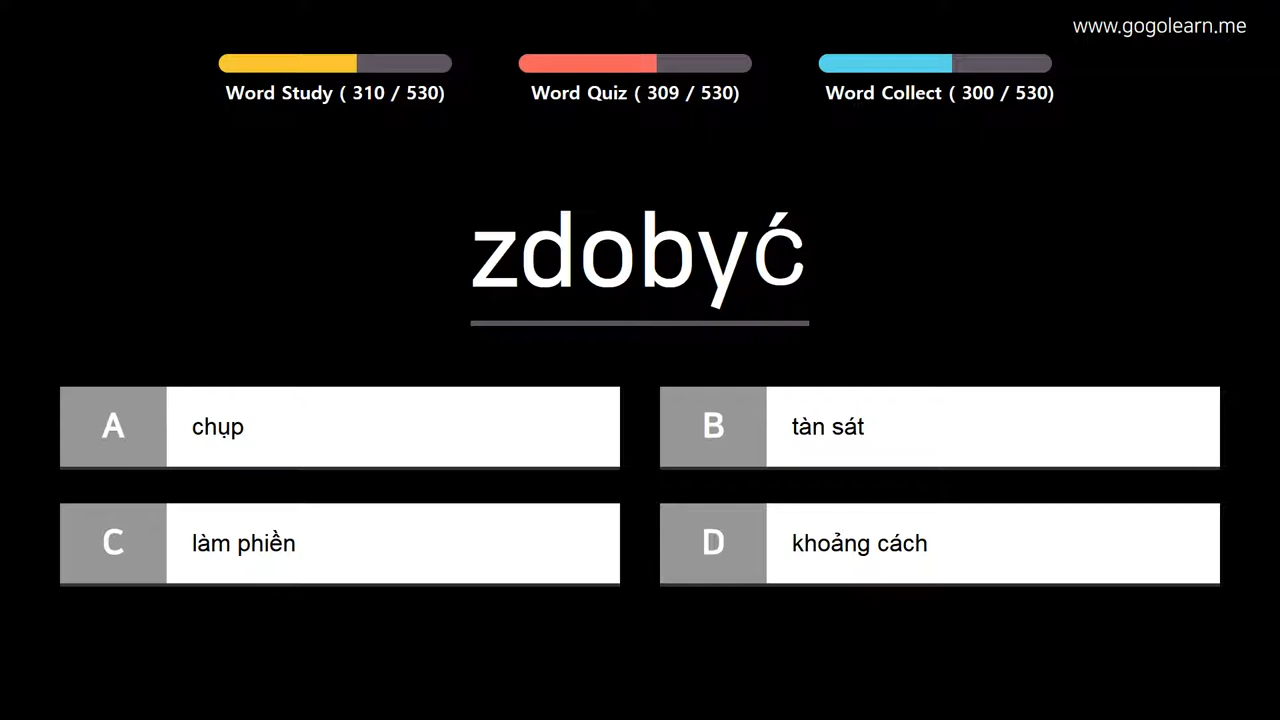 www.gogolearn.me
Word Study ( 310 / 530)
Word Quiz ( 309 / 530)
Word Collect ( 300 / 530)
zdobyć
A chụp
B tàn sát
C làm phiền
D khoảng cách